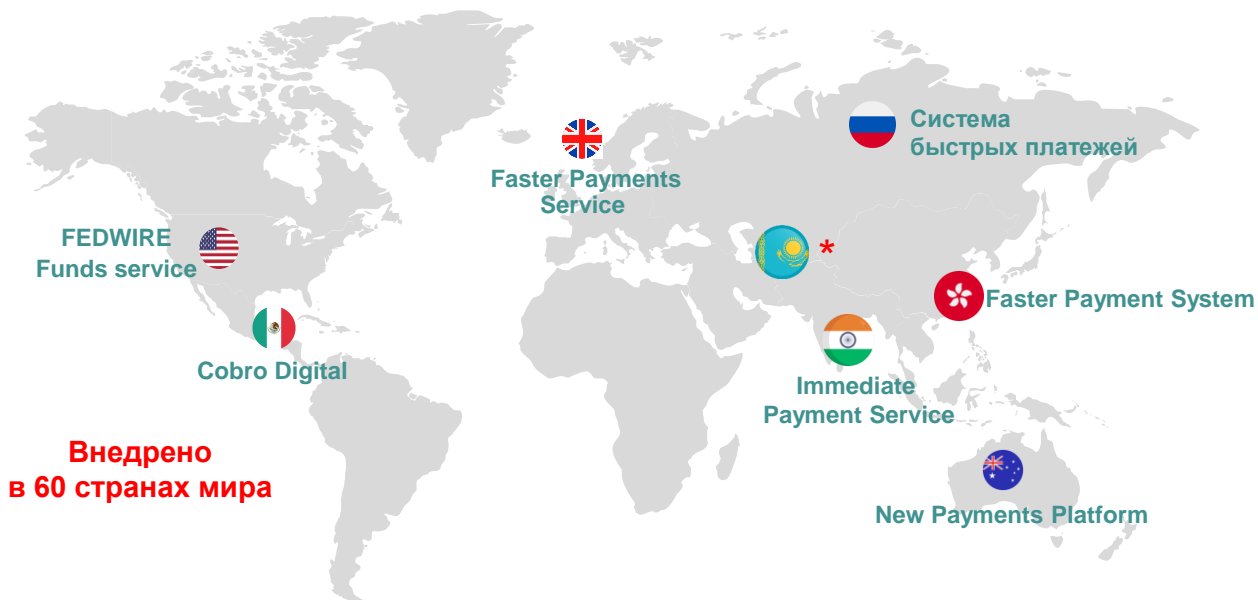 Система
быстрых платежей
Faster Payments
Service
FEDWIRE
Funds service
*
Faster Payment System
Cobro Digital
Immediate
Payment Service
Внедрено
в 60 странах мира
New Payments Platform